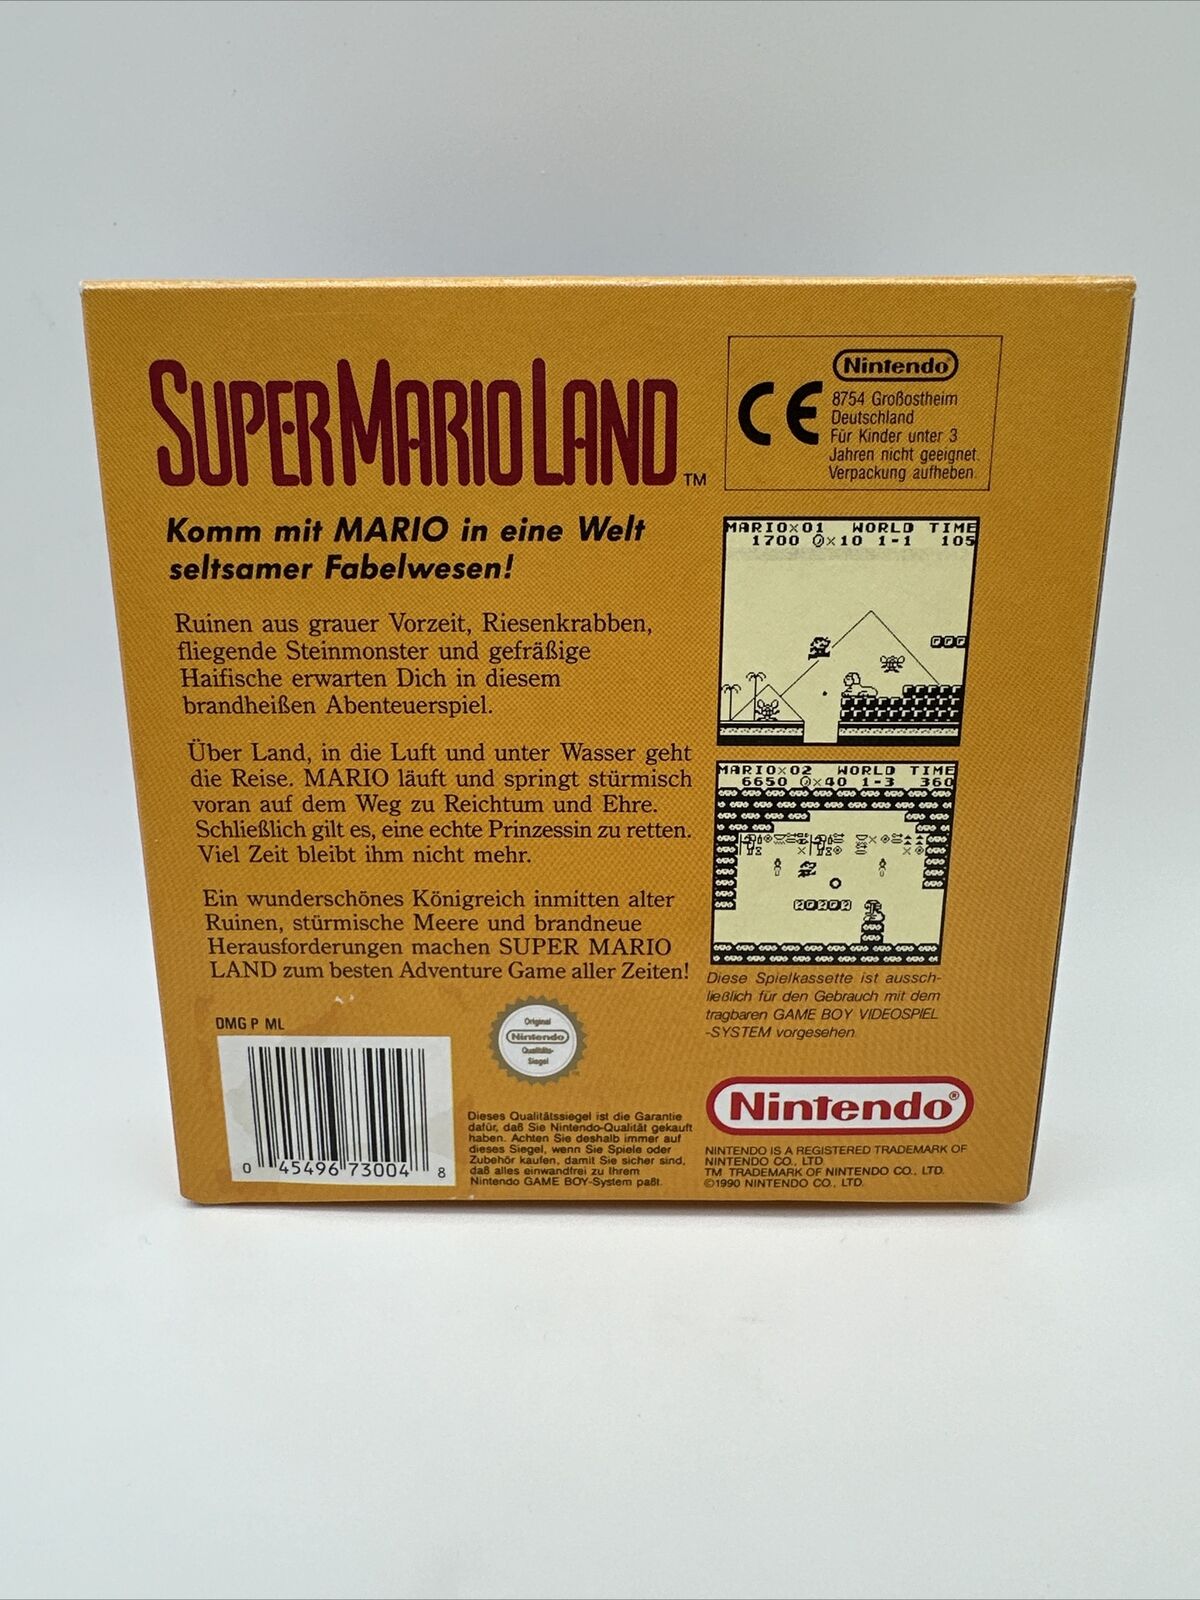 SUPER MARIO LAND TM
Komm mit MARIO in eine Welt
seltsamer Fabelwesen!
Ruinen aus grauer Vorzeit, Riesenkrabben,
fliegende Steinmonster und gefräßige
Haifische erwarten Dich in diesem
brandheißen Abenteuerspiel.
Über Land, in die Luft und unter Wasser geht
die Reise. MARIO läuft und springt stürmisch
voran auf dem Weg zu Reichtum und Ehre.
Schließlich gilt es, eine echte Prinzessin zu retten.
Viel Zeit bleibt ihm nicht mehr.
Ein wunderschönes Königreich inmitten alter
Ruinen, stürmische Meere und brandneue
Herausforderungen machen SUPER MARIO
LAND zum besten Adventure Game aller Zeiten!
CE
Nintendo®
8754 Großostheim
Deutschland
Für Kinder unter 3
Jahren nicht geeignet.
Verpackung aufheben.
MARIO×01 WORLD TIME
1700 ×10 1-1 105
MARIO×02 WORLD TIME
6650 ×40 1-3 360
Diese Spielkassette ist aussch-
ließlich für den Gebrauch mit dem
tragbaren GAME BOY VIDEOSPIEL
-SYSTEM vorgesehen.
DMG P ML
0 45496 73004 8
Original
Nintendo
Qualitäts-
Siegel
TM
Dieses Qualitätssiegel ist die Garantie
dafür, daß Sie Nintendo-Qualität gekauft
haben. Achten Sie deshalb immer auf
dieses Siegel, wenn Sie Spiele oder
Zubehör kaufen, damit Sie sicher sind,
daß alles einwandfrei zu Ihrem
Nintendo GAME BOY-System paßt.
Nintendo®
NINTENDO IS A REGISTERED TRADEMARK OF
NINTENDO CO., LTD.
TM TRADEMARK OF NINTENDO CO., LTD.
©1990 NINTENDO CO., LTD.